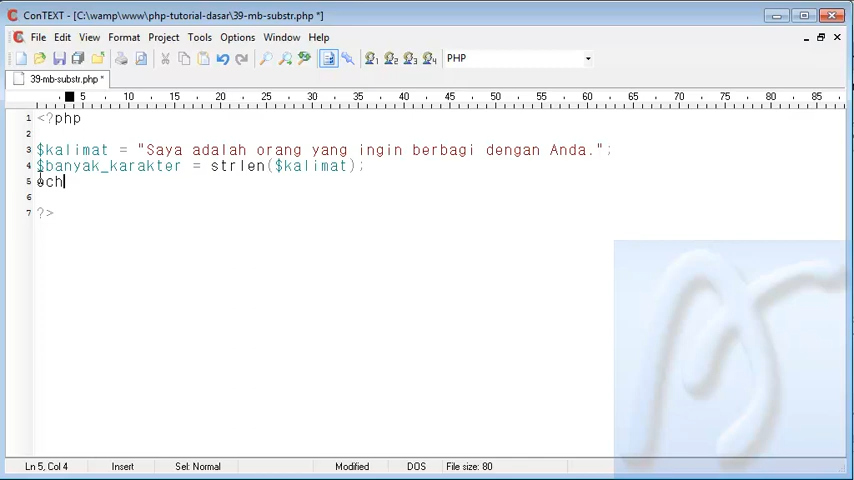 ConTEXT - [C:\wamp\www\php-tutorial-dasar\39-mb-substr.php *]
File Edit View Format Project Tools Options Window Help
PHP
39-mb-substr.php *
5 10 15 20 25 30 35 40 45 50 55 60 65 70 75 80 85
1 <?php
2
3 $kalimat = "Saya adalah orang yang ingin berbagi dengan Anda.";
4 $banyak_karakter = strlen($kalimat);
5 ech
6
7 ?>
Ln 5, Col 4 Insert Sel: Normal Modified DOS File size: 80